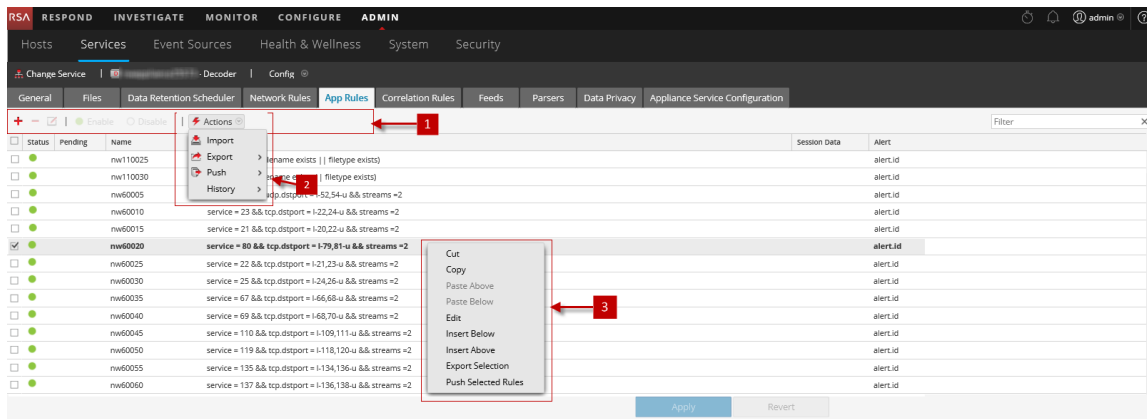 RSA RESPOND INVESTIGATE MONITOR CONFIGURE ADMIN admin
Hosts Services Event Sources Health & Wellness System Security
Change Service | - Decoder | Config
General Files Data Retention Scheduler Network Rules App Rules Correlation Rules Feeds Parsers Data Privacy Appliance Service Configuration
Enable Disable | Actions 1 Filter
Status Pending Name Session Data Alert
Import
Export
Push
History
2
nw110025 ename exists || filetype exists) alert.id
nw110030 | filetype exists) alert.id
nw60005 dstport = l-52,54-u && streams =2 alert.id
nw60010 service = 23 && tcp.dstport = l-22,24-u && streams =2 alert.id
nw60015 service = 21 && tcp.dstport = l-20,22-u && streams =2 alert.id
nw60020 service = 80 && tcp.dstport = l-79,81-u && streams =2 alert.id
nw60025 service = 22 && tcp.dstport = l-21,23-u && streams =2 alert.id
nw60030 service = 25 && tcp.dstport = l-24,26-u && streams =2 alert.id
nw60035 service = 67 && tcp.dstport = l-66,68-u && streams =2 alert.id
nw60040 service = 69 && tcp.dstport = l-68,70-u && streams =2 alert.id
nw60045 service = 110 && tcp.dstport = l-109,111-u && streams =2 alert.id
nw60050 service = 119 && tcp.dstport = l-118,120-u && streams =2 alert.id
nw60055 service = 135 && tcp.dstport = l-134,136-u && streams =2 alert.id
nw60060 service = 137 && tcp.dstport = l-136,138-u && streams =2 alert.id
Cut
Copy
Paste Above
Paste Below
Edit
Insert Below
Insert Above
Export Selection
Push Selected Rules
3
Apply Revert